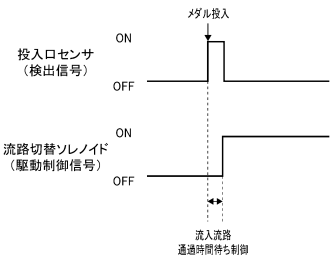 メダル投入
ON
投入口センサ
（検出信号）
OFF
ON
流路切替ソレノイド
（駆動制御信号）
OFF
流入流路
通過時間待ち制御